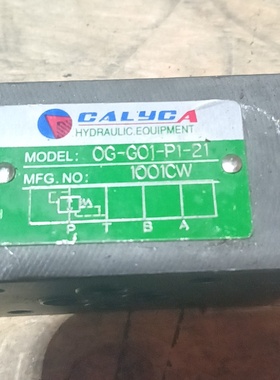 CALYCA
HYDRAULIC EQUIPMENT
MODEL: OG-G01-P1-21
MFG. NO: 1001CW
P T B A